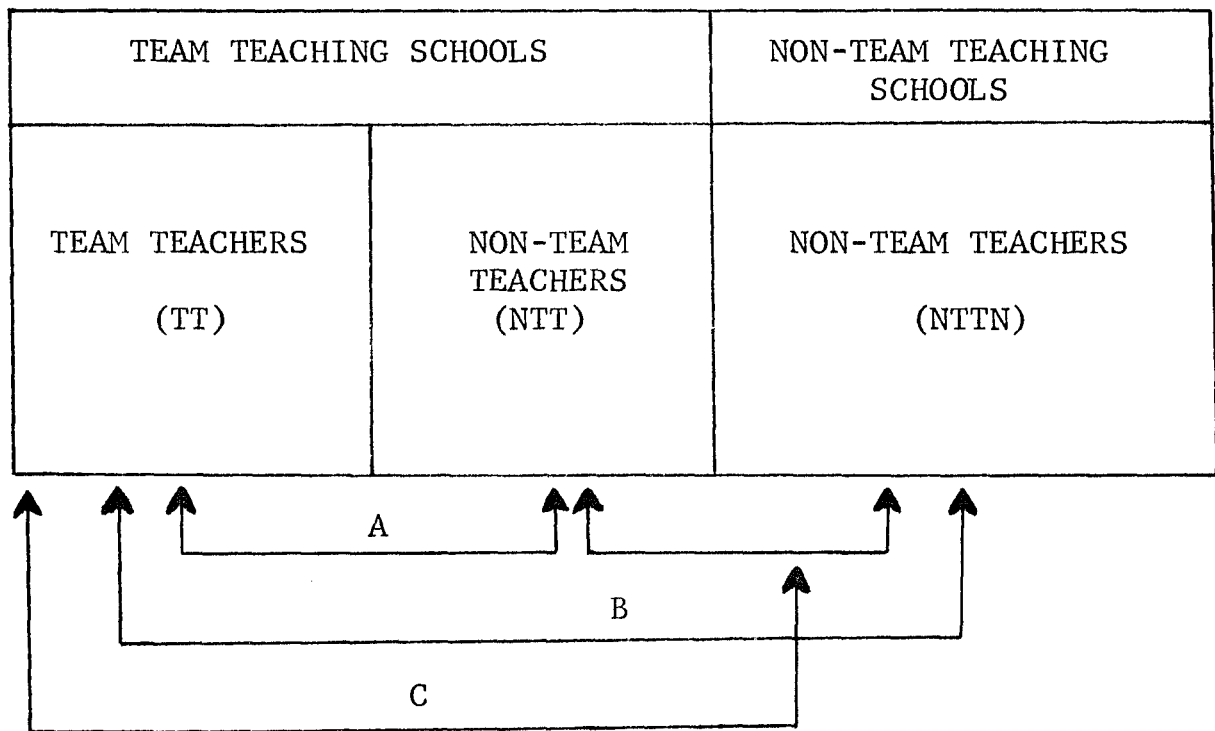 TEAM TEACHING SCHOOLS
NON-TEAM TEACHING
SCHOOLS
TEAM TEACHERS
(TT)
NON-TEAM
TEACHERS
(NTT)
NON-TEAM TEACHERS
(NTTN)
A
B
C